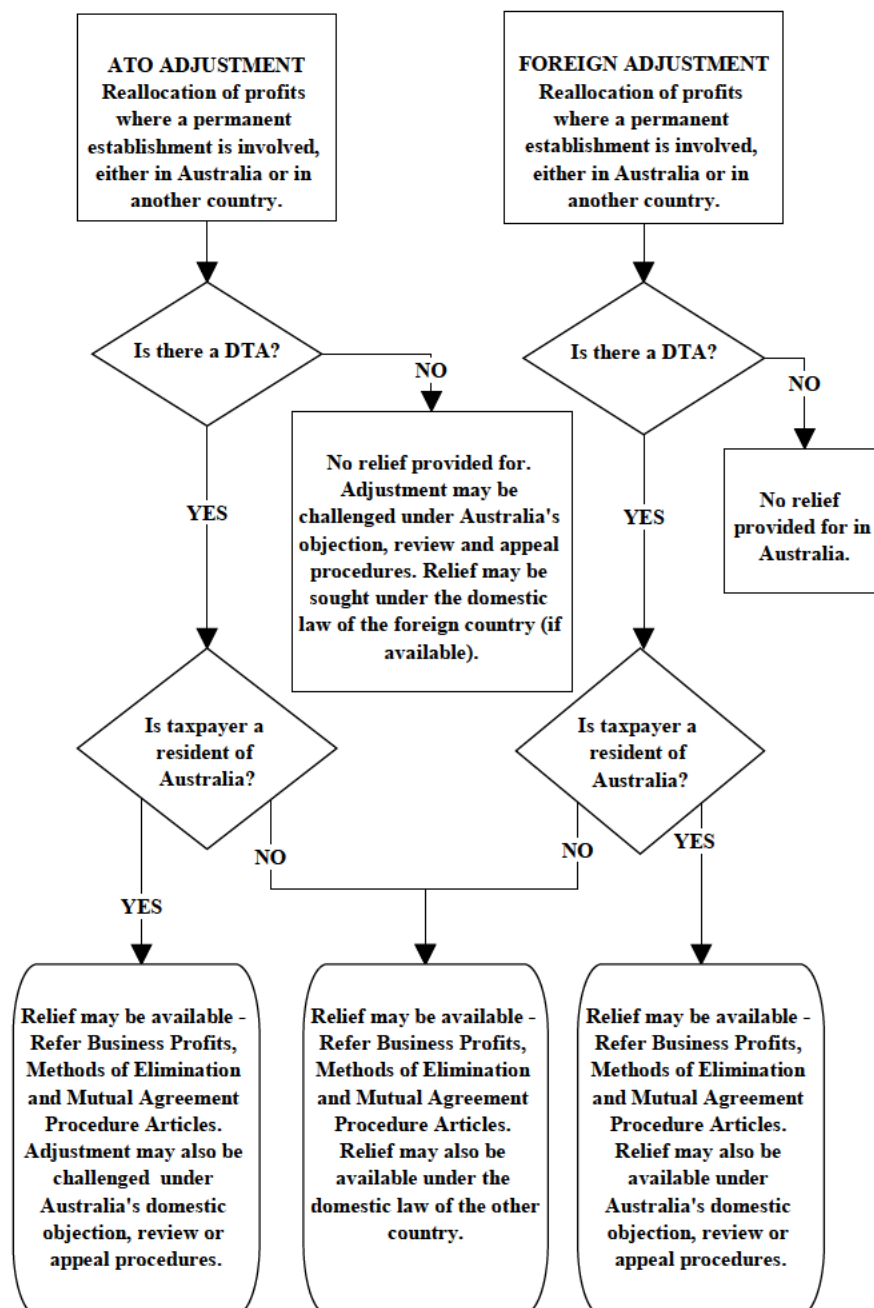 ATO ADJUSTMENT
Reallocation of profits
where a permanent
establishment is involved,
either in Australia or in
another country.
FOREIGN ADJUSTMENT
Reallocation of profits
where a permanent
establishment is involved,
either in Australia or in
another country.
Is there a DTA?
NO
Is there a DTA?
NO
YES
No relief provided for.
Adjustment may be
challenged under Australia's
objection, review and appeal
procedures. Relief may be
sought under the domestic
law of the foreign country (if
available).
YES
No relief
provided for in
Australia.
Is taxpayer a
resident of
Australia?
Is taxpayer a
resident of
Australia?
YES
NO
NO
YES
Relief may be available -
Refer Business Profits,
Methods of Elimination
and Mutual Agreement
Procedure Articles.
Adjustment may also be
challenged under
Australia's domestic
objection, review or
appeal procedures.
Relief may be available -
Refer Business Profits,
Methods of Elimination
and Mutual Agreement
Procedure Articles.
Relief may also be
available under the
domestic law of the other
country.
Relief may be available -
Refer Business Profits,
Methods of Elimination
and Mutual Agreement
Procedure Articles.
Relief may also be
available under
Australia's domestic
objection, review or
appeal procedures.